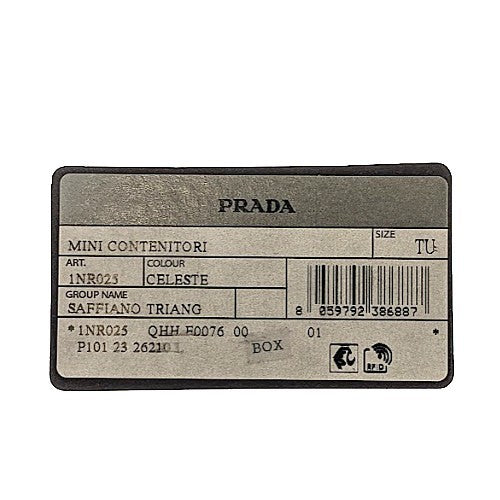 PRADA
MINI CONTENITORI
SIZE
TU
ART.
COLOUR
1NR025
CELESTE
GROUP NAME
SAFFIANO TRIANG
8 059792 386887
*1NR025 QHH F0076 00 01 *
P101 23 262101
BOX
RFID